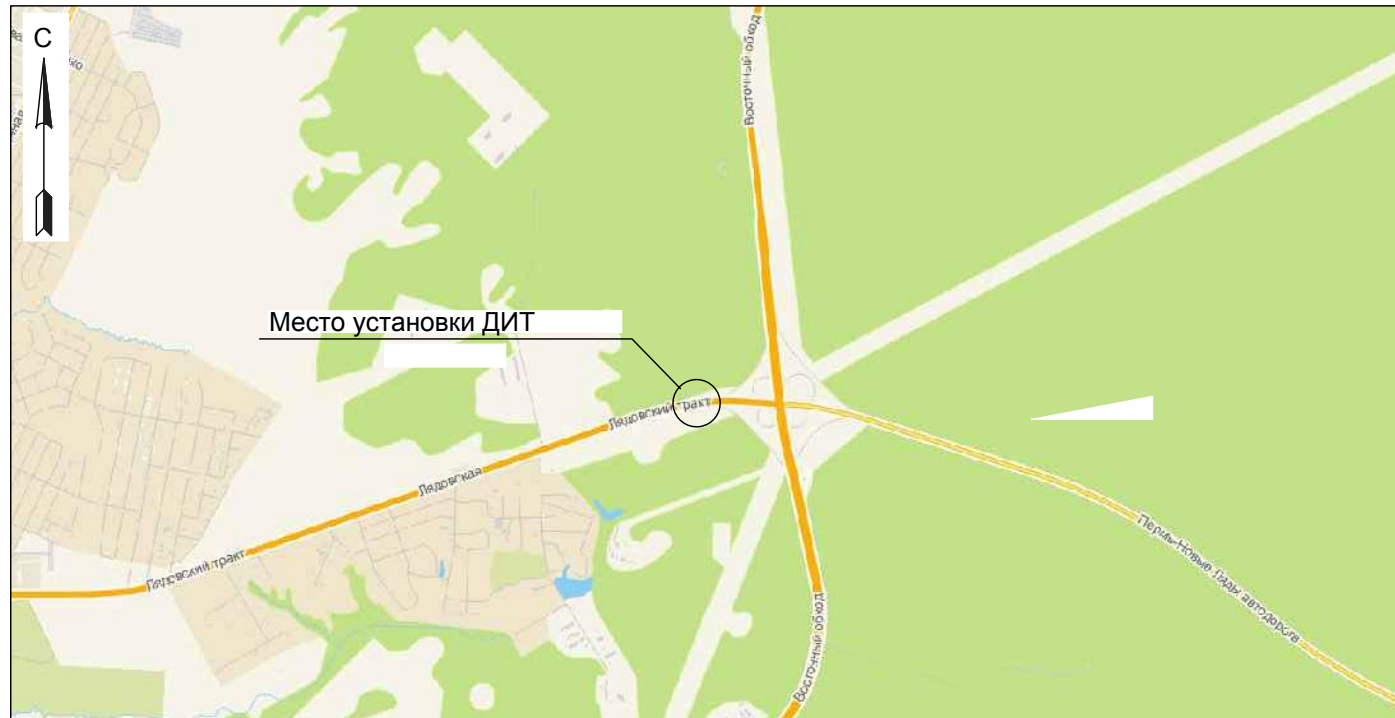 С
Восточный обход
Место установки ДИТ
Лядовский тракт
Лядовская
Лядовский тракт
Пермь-Новые Ляды автодорога
Восточный обход